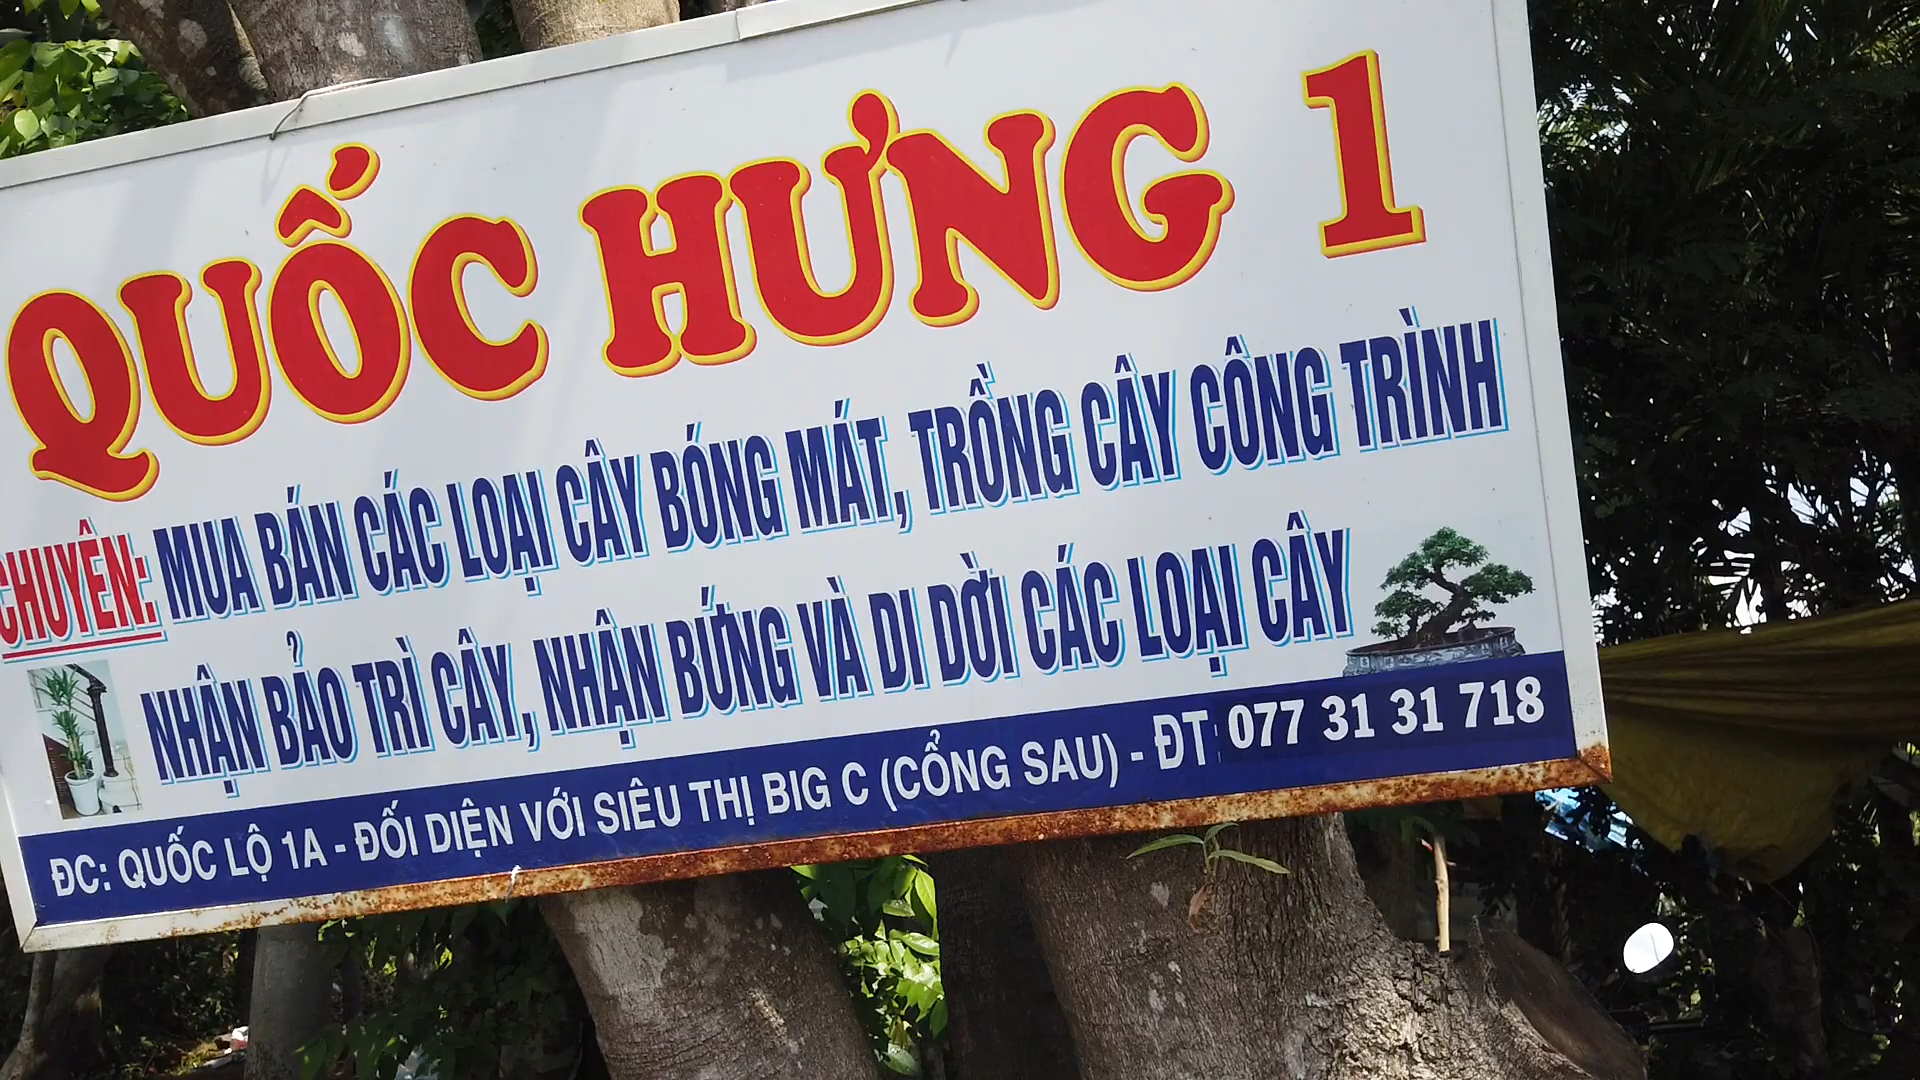 QUỐC HƯNG 1
CHUYÊN: MUA BÁN CÁC LOẠI CÂY BÓNG MÁT, TRỒNG CÂY CÔNG TRÌNH
NHẬN BẢO TRÌ CÂY, NHẬN BỨNG VÀ DI DỜI CÁC LOẠI CÂY
ĐC: QUỐC LỘ 1A - ĐỐI DIỆN VỚI SIÊU THỊ BIG C (CỔNG SAU) - ĐT: 077 31 31 718